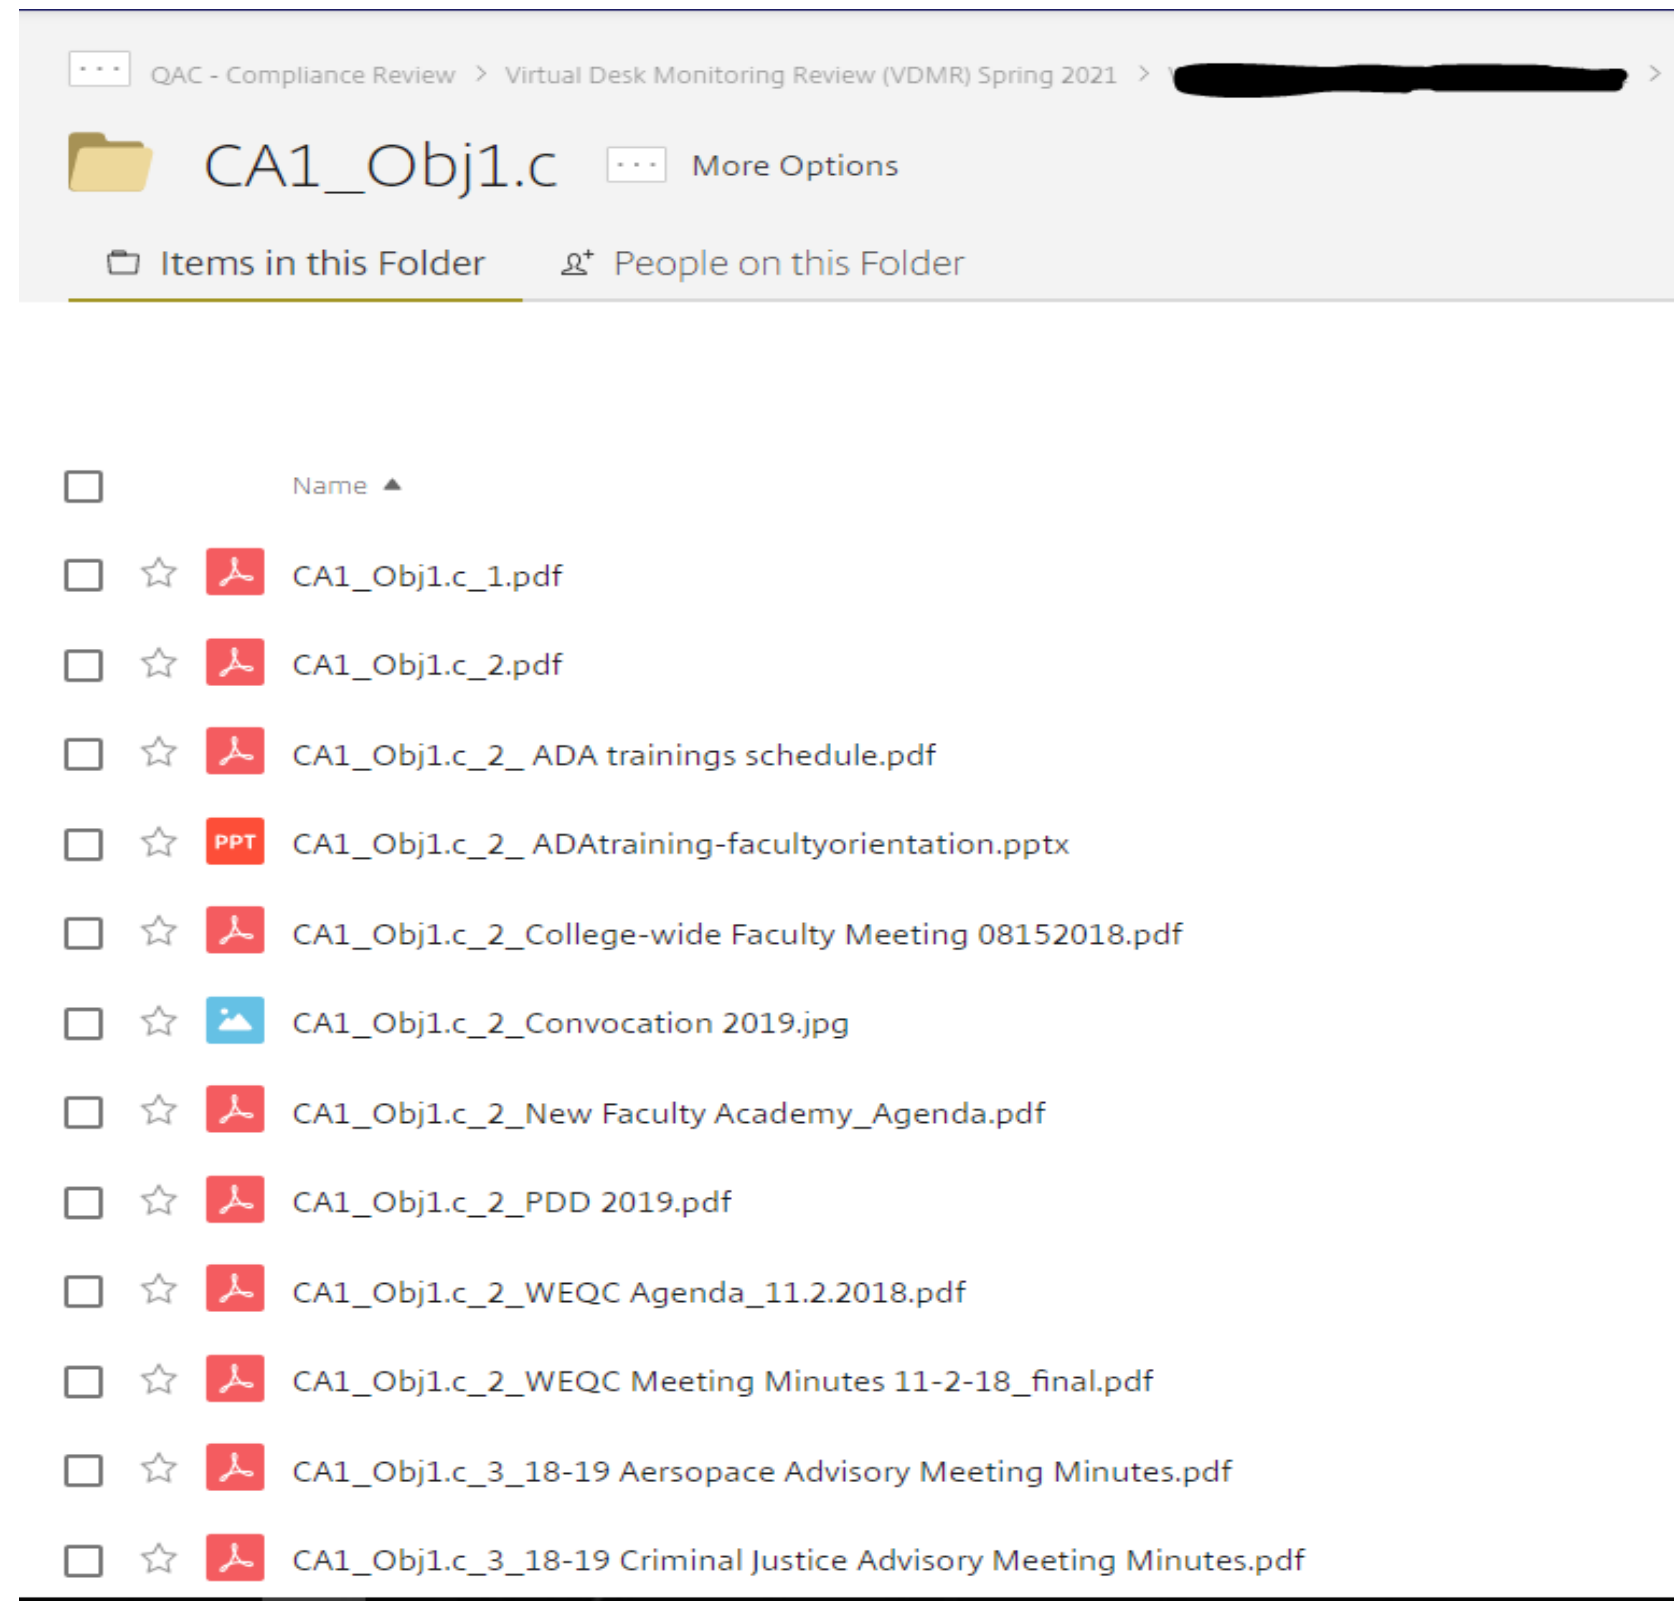 QAC - Compliance Review > Virtual Desk Monitoring Review (VDMR) Spring 2021 > >
CA1_Obj1.c ... More Options
Items in this Folder People on this Folder
Name
CA1_Obj1.c_1.pdf
CA1_Obj1.c_2.pdf
CA1_Obj1.c_2_ ADA trainings schedule.pdf
PPT CA1_Obj1.c_2_ ADAtraining-facultyorientation.pptx
CA1_Obj1.c_2_College-wide Faculty Meeting 08152018.pdf
CA1_Obj1.c_2_Convocation 2019.jpg
CA1_Obj1.c_2_New Faculty Academy_Agenda.pdf
CA1_Obj1.c_2_PDD 2019.pdf
CA1_Obj1.c_2_WEQC Agenda_11.2.2018.pdf
CA1_Obj1.c_2_WEQC Meeting Minutes 11-2-18_final.pdf
CA1_Obj1.c_3_18-19 Aersopace Advisory Meeting Minutes.pdf
CA1_Obj1.c_3_18-19 Criminal Justice Advisory Meeting Minutes.pdf